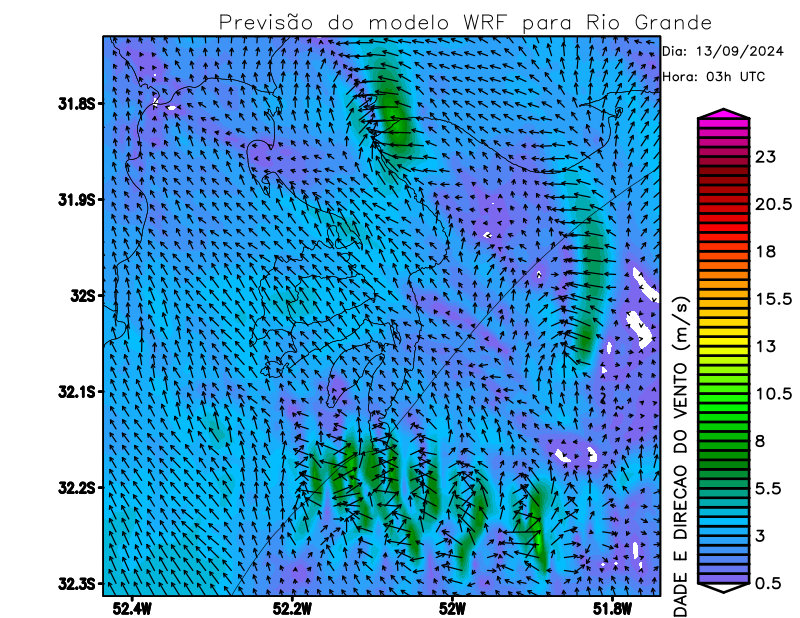 Previsão do modelo WRF para Rio Grande
Dia: 13/09/2024
Hora: 03h UTC
31.8S
31.9S
32S
32.1S
32.2S
32.3S
52.4W
52.2W
52W
51.8W
23
20.5
18
15.5
13
10.5
8
5.5
3
0.5
DADE E DIRECAO DO VENTO (m/s)